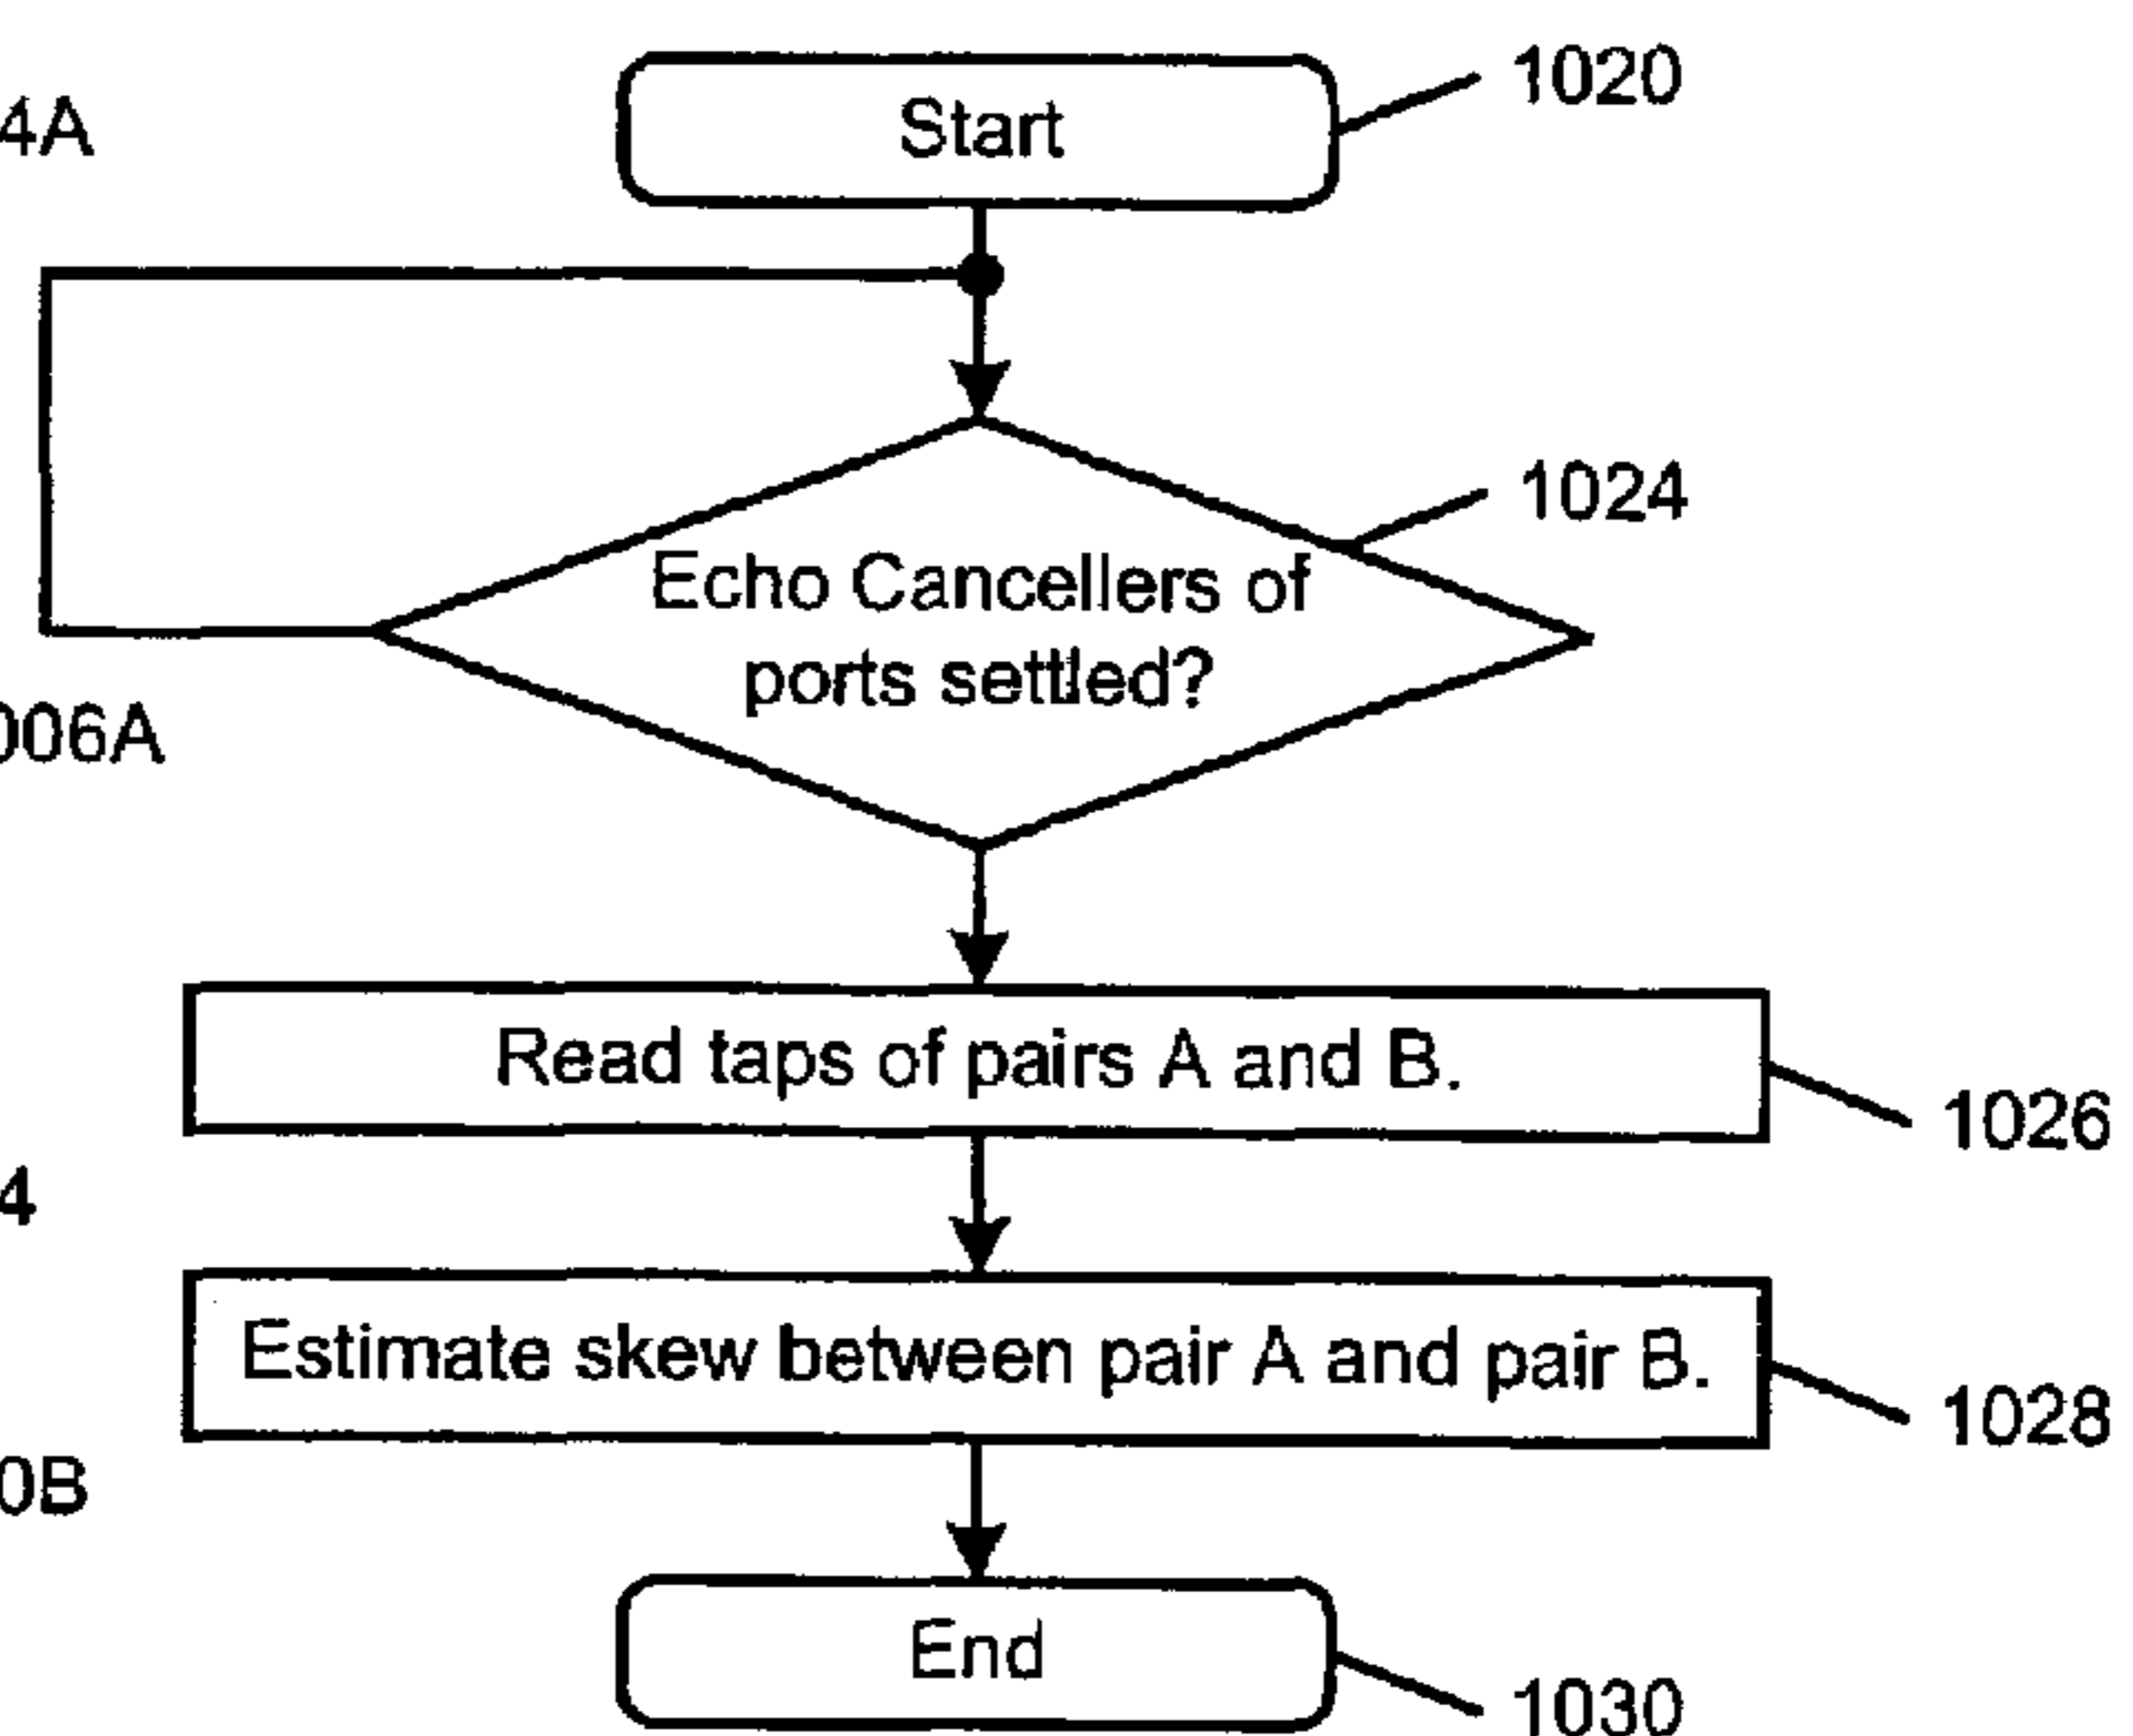 4A
Start
1020
Echo Cancellers of
ports settled?
1024
006A
Read taps of pairs A and B.
1026
4
Estimate skew between pair A and pair B.
1028
0B
End
1030